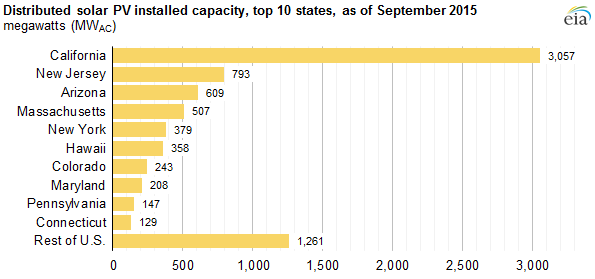 Distributed solar PV installed capacity, top 10 states, as of September 2015
megawatts (MWAC)
eia
California 3,057
New Jersey 793
Arizona 609
Massachusetts 507
New York 379
Hawaii 358
Colorado 243
Maryland 208
Pennsylvania 147
Connecticut 129
Rest of U.S. 1,261
0 500 1,000 1,500 2,000 2,500 3,000